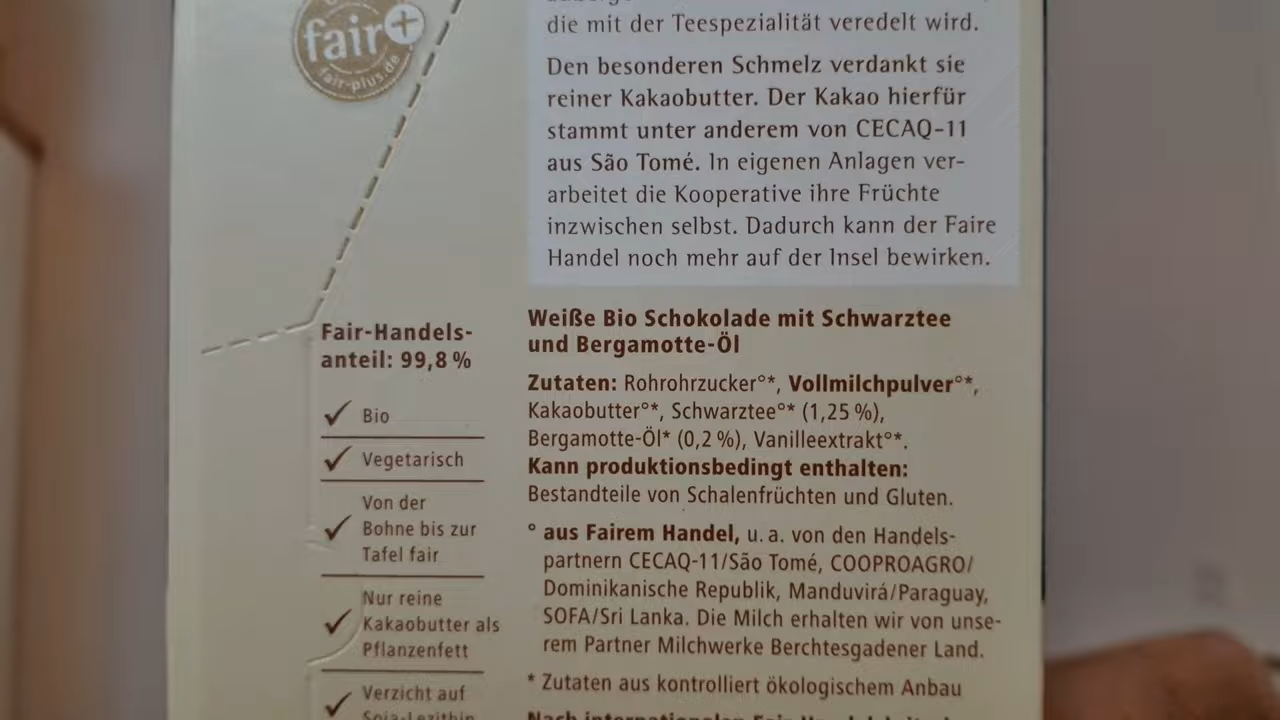 fair+
fair-plus.de
die mit der Teespezialität veredelt wird.
Den besonderen Schmelz verdankt sie
reiner Kakaobutter. Der Kakao hierfür
stammt unter anderem von CECAQ-11
aus São Tomé. In eigenen Anlagen ver-
arbeitet die Kooperative ihre Früchte
inzwischen selbst. Dadurch kann der Faire
Handel noch mehr auf der Insel bewirken.
Fair-Handels-
anteil: 99,8 %
Bio
Vegetarisch
Von der
Bohne bis zur
Tafel fair
Nur reine
Kakaobutter als
Pflanzenfett
Verzicht auf
Soja-Lezithin
Weiße Bio Schokolade mit Schwarztee
und Bergamotte-Öl
Zutaten: Rohrohrzucker°*, Vollmilchpulver°*,
Kakaobutter°*, Schwarztee°* (1,25 %),
Bergamotte-Öl* (0,2 %), Vanilleextrakt°*.
Kann produktionsbedingt enthalten:
Bestandteile von Schalenfrüchten und Gluten.
° aus Fairem Handel, u. a. von den Handels-
partnern CECAQ-11/São Tomé, COOPROAGRO/
Dominikanische Republik, Manduvirá/Paraguay,
SOFA/Sri Lanka. Die Milch erhalten wir von unse-
rem Partner Milchwerke Berchtesgadener Land.
* Zutaten aus kontrolliert ökologischem Anbau
Nach internationalen